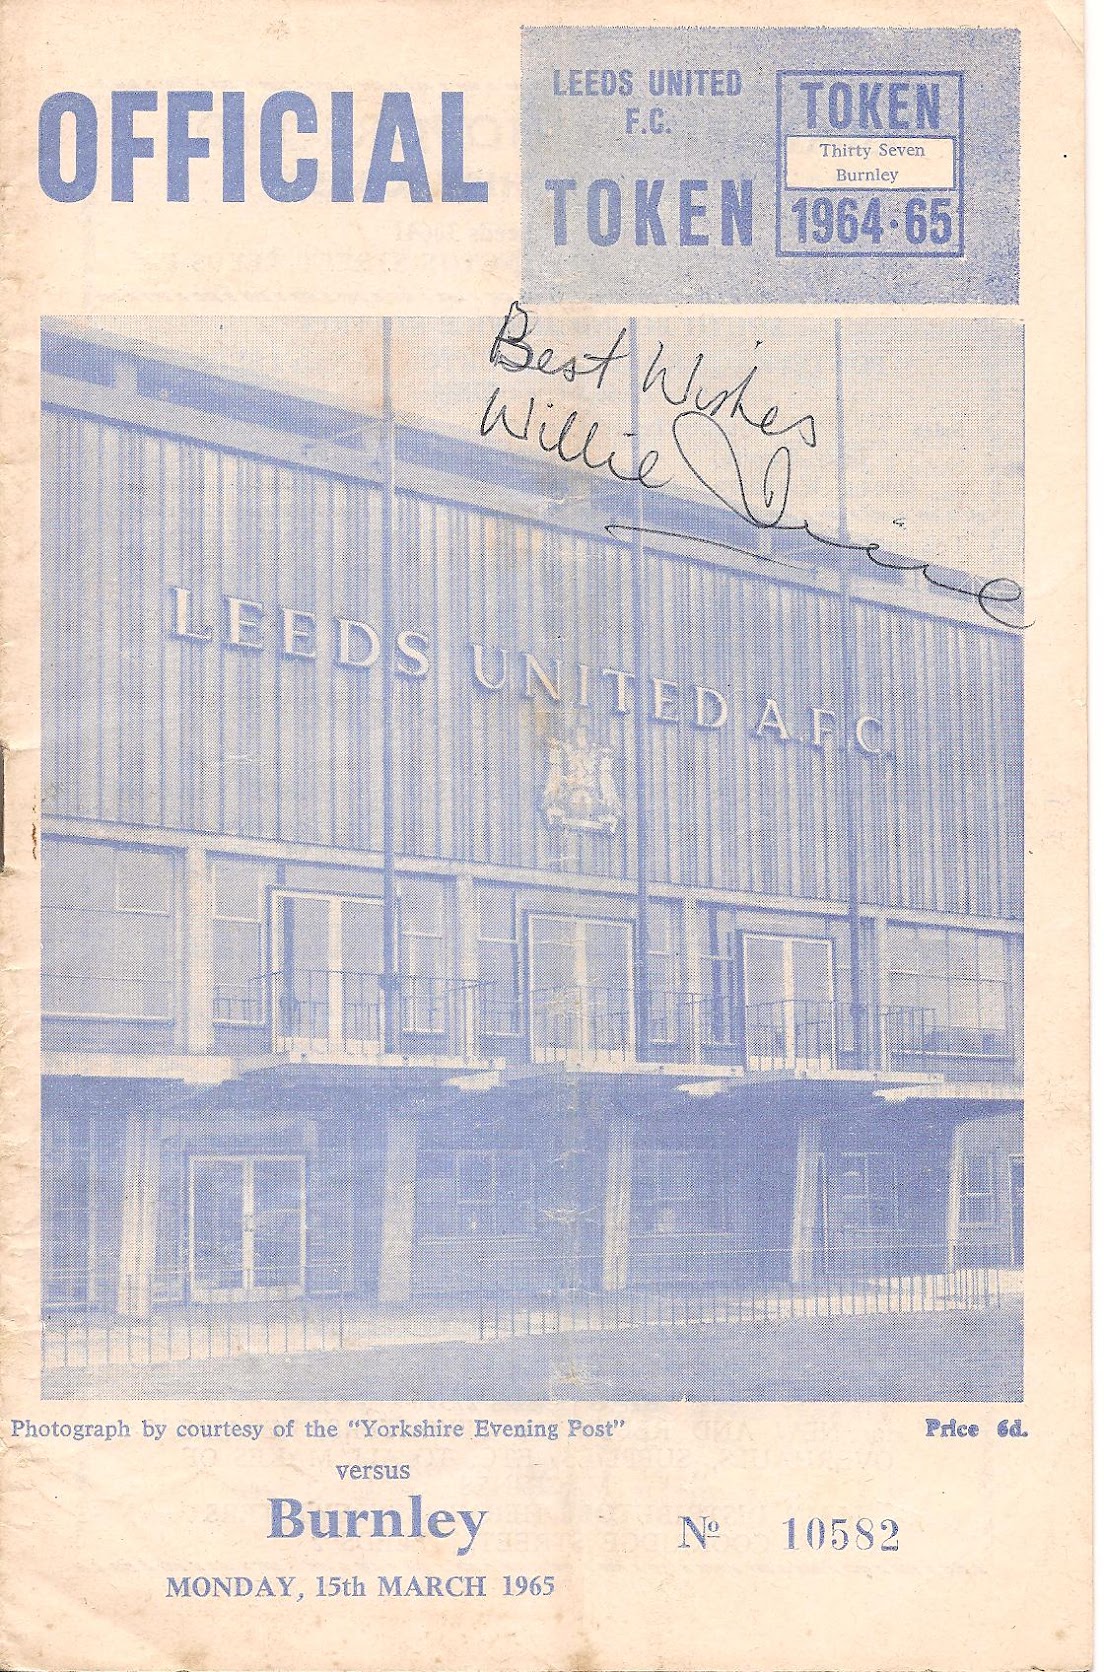 OFFICIAL
LEEDS UNITED
F.C.
TOKEN
TOKEN
Thirty Seven
Burnley
1964·65
Best Wishes
Willie Irvine
LEEDS UNITED A.F.C.
Photograph by courtesy of the "Yorkshire Evening Post"
Price 6d.
versus
Burnley
MONDAY, 15th MARCH 1965
Nº 10582